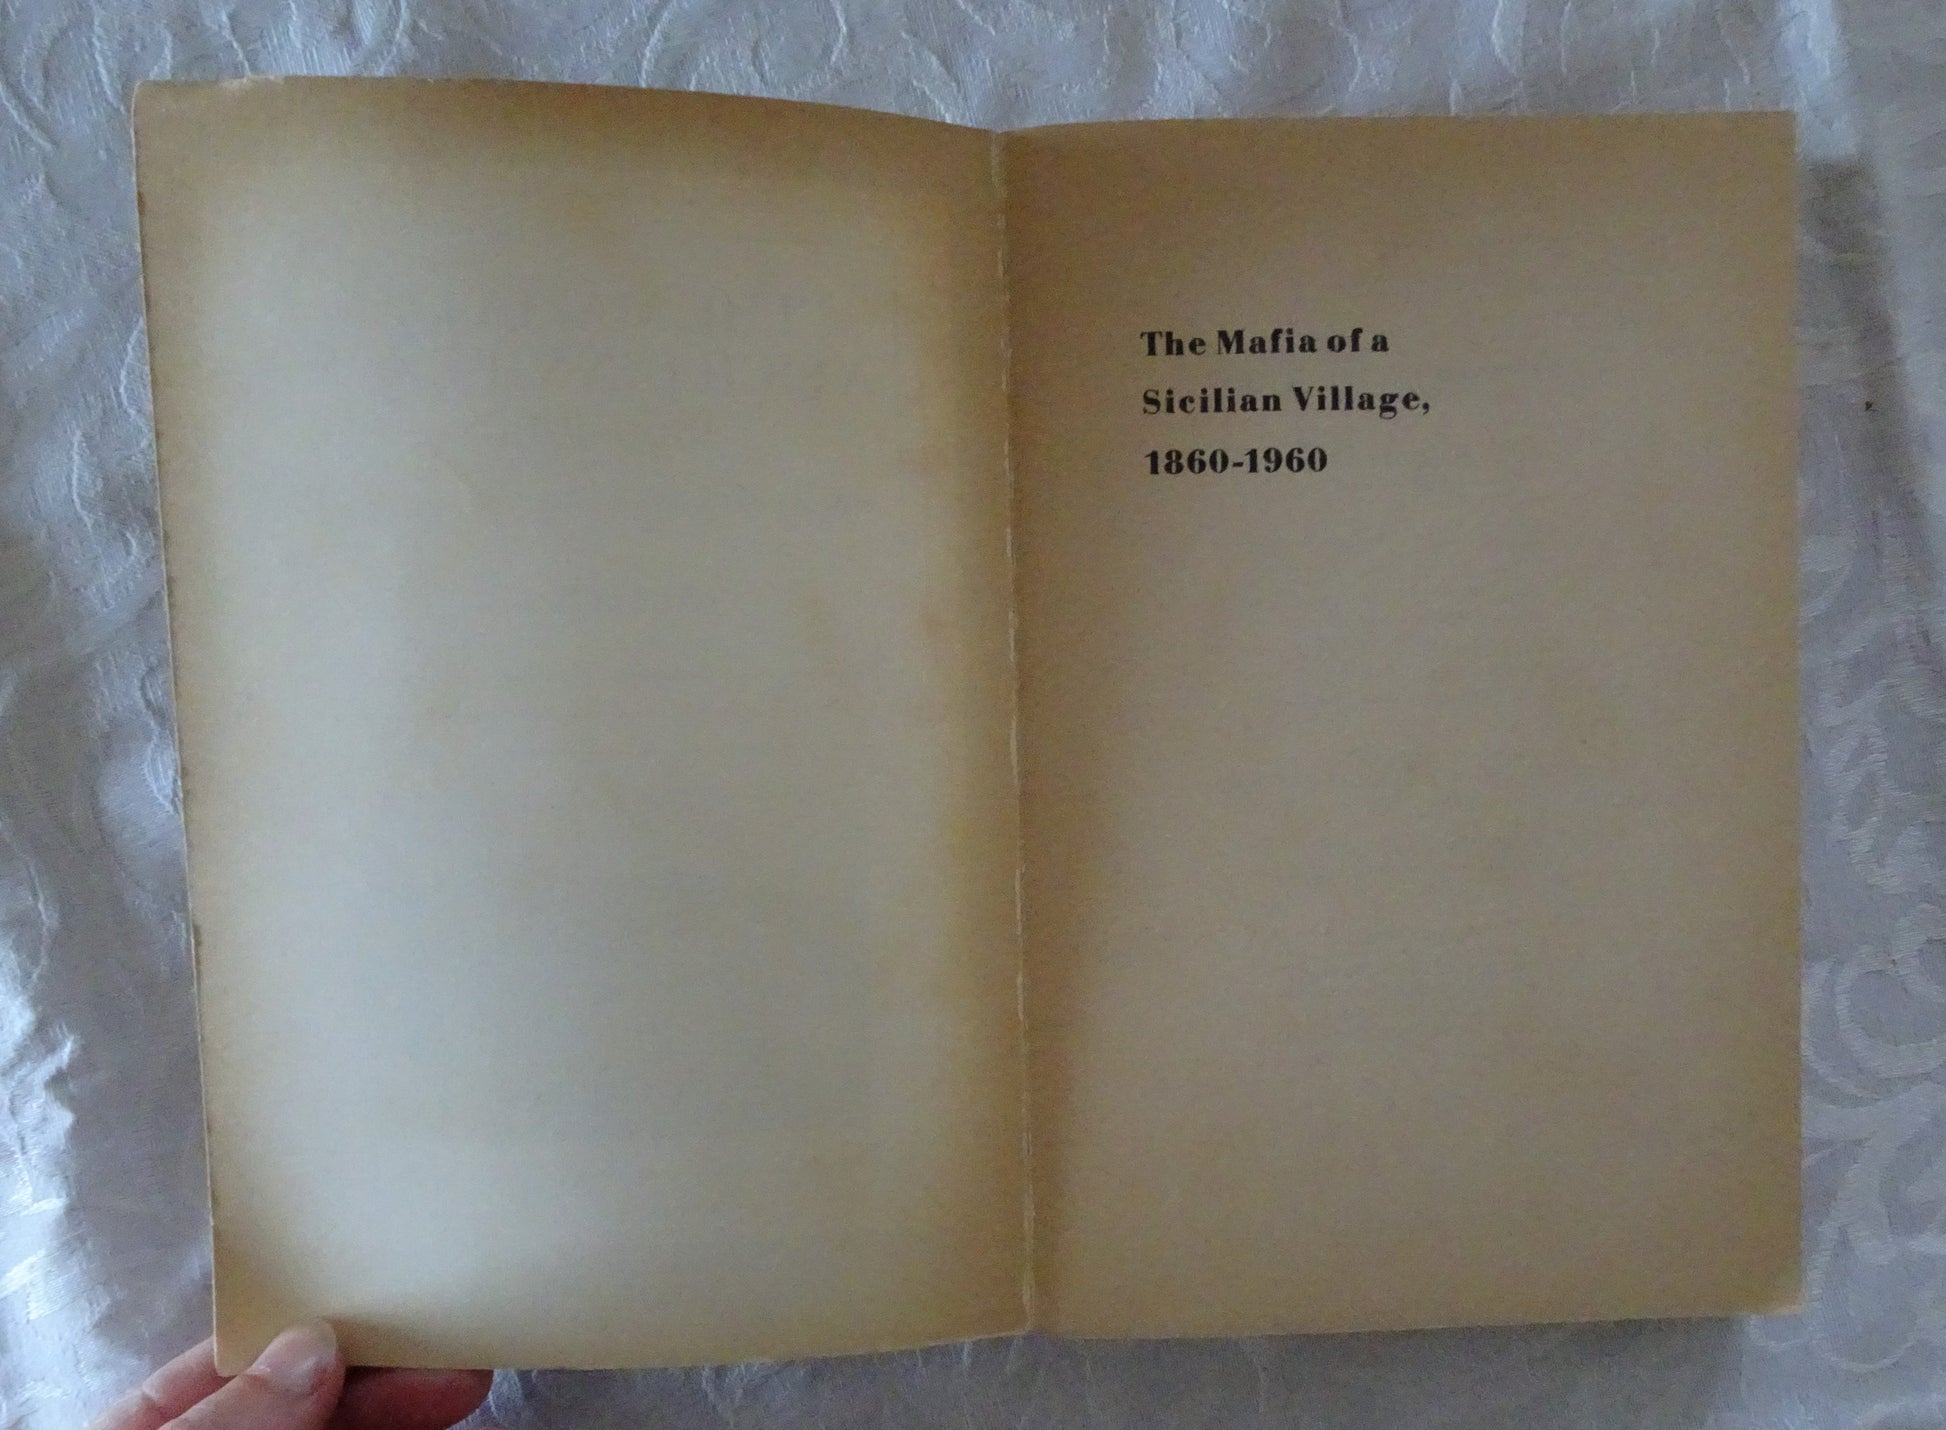 The Mafia of a
Sicilian Village,
1860-1960